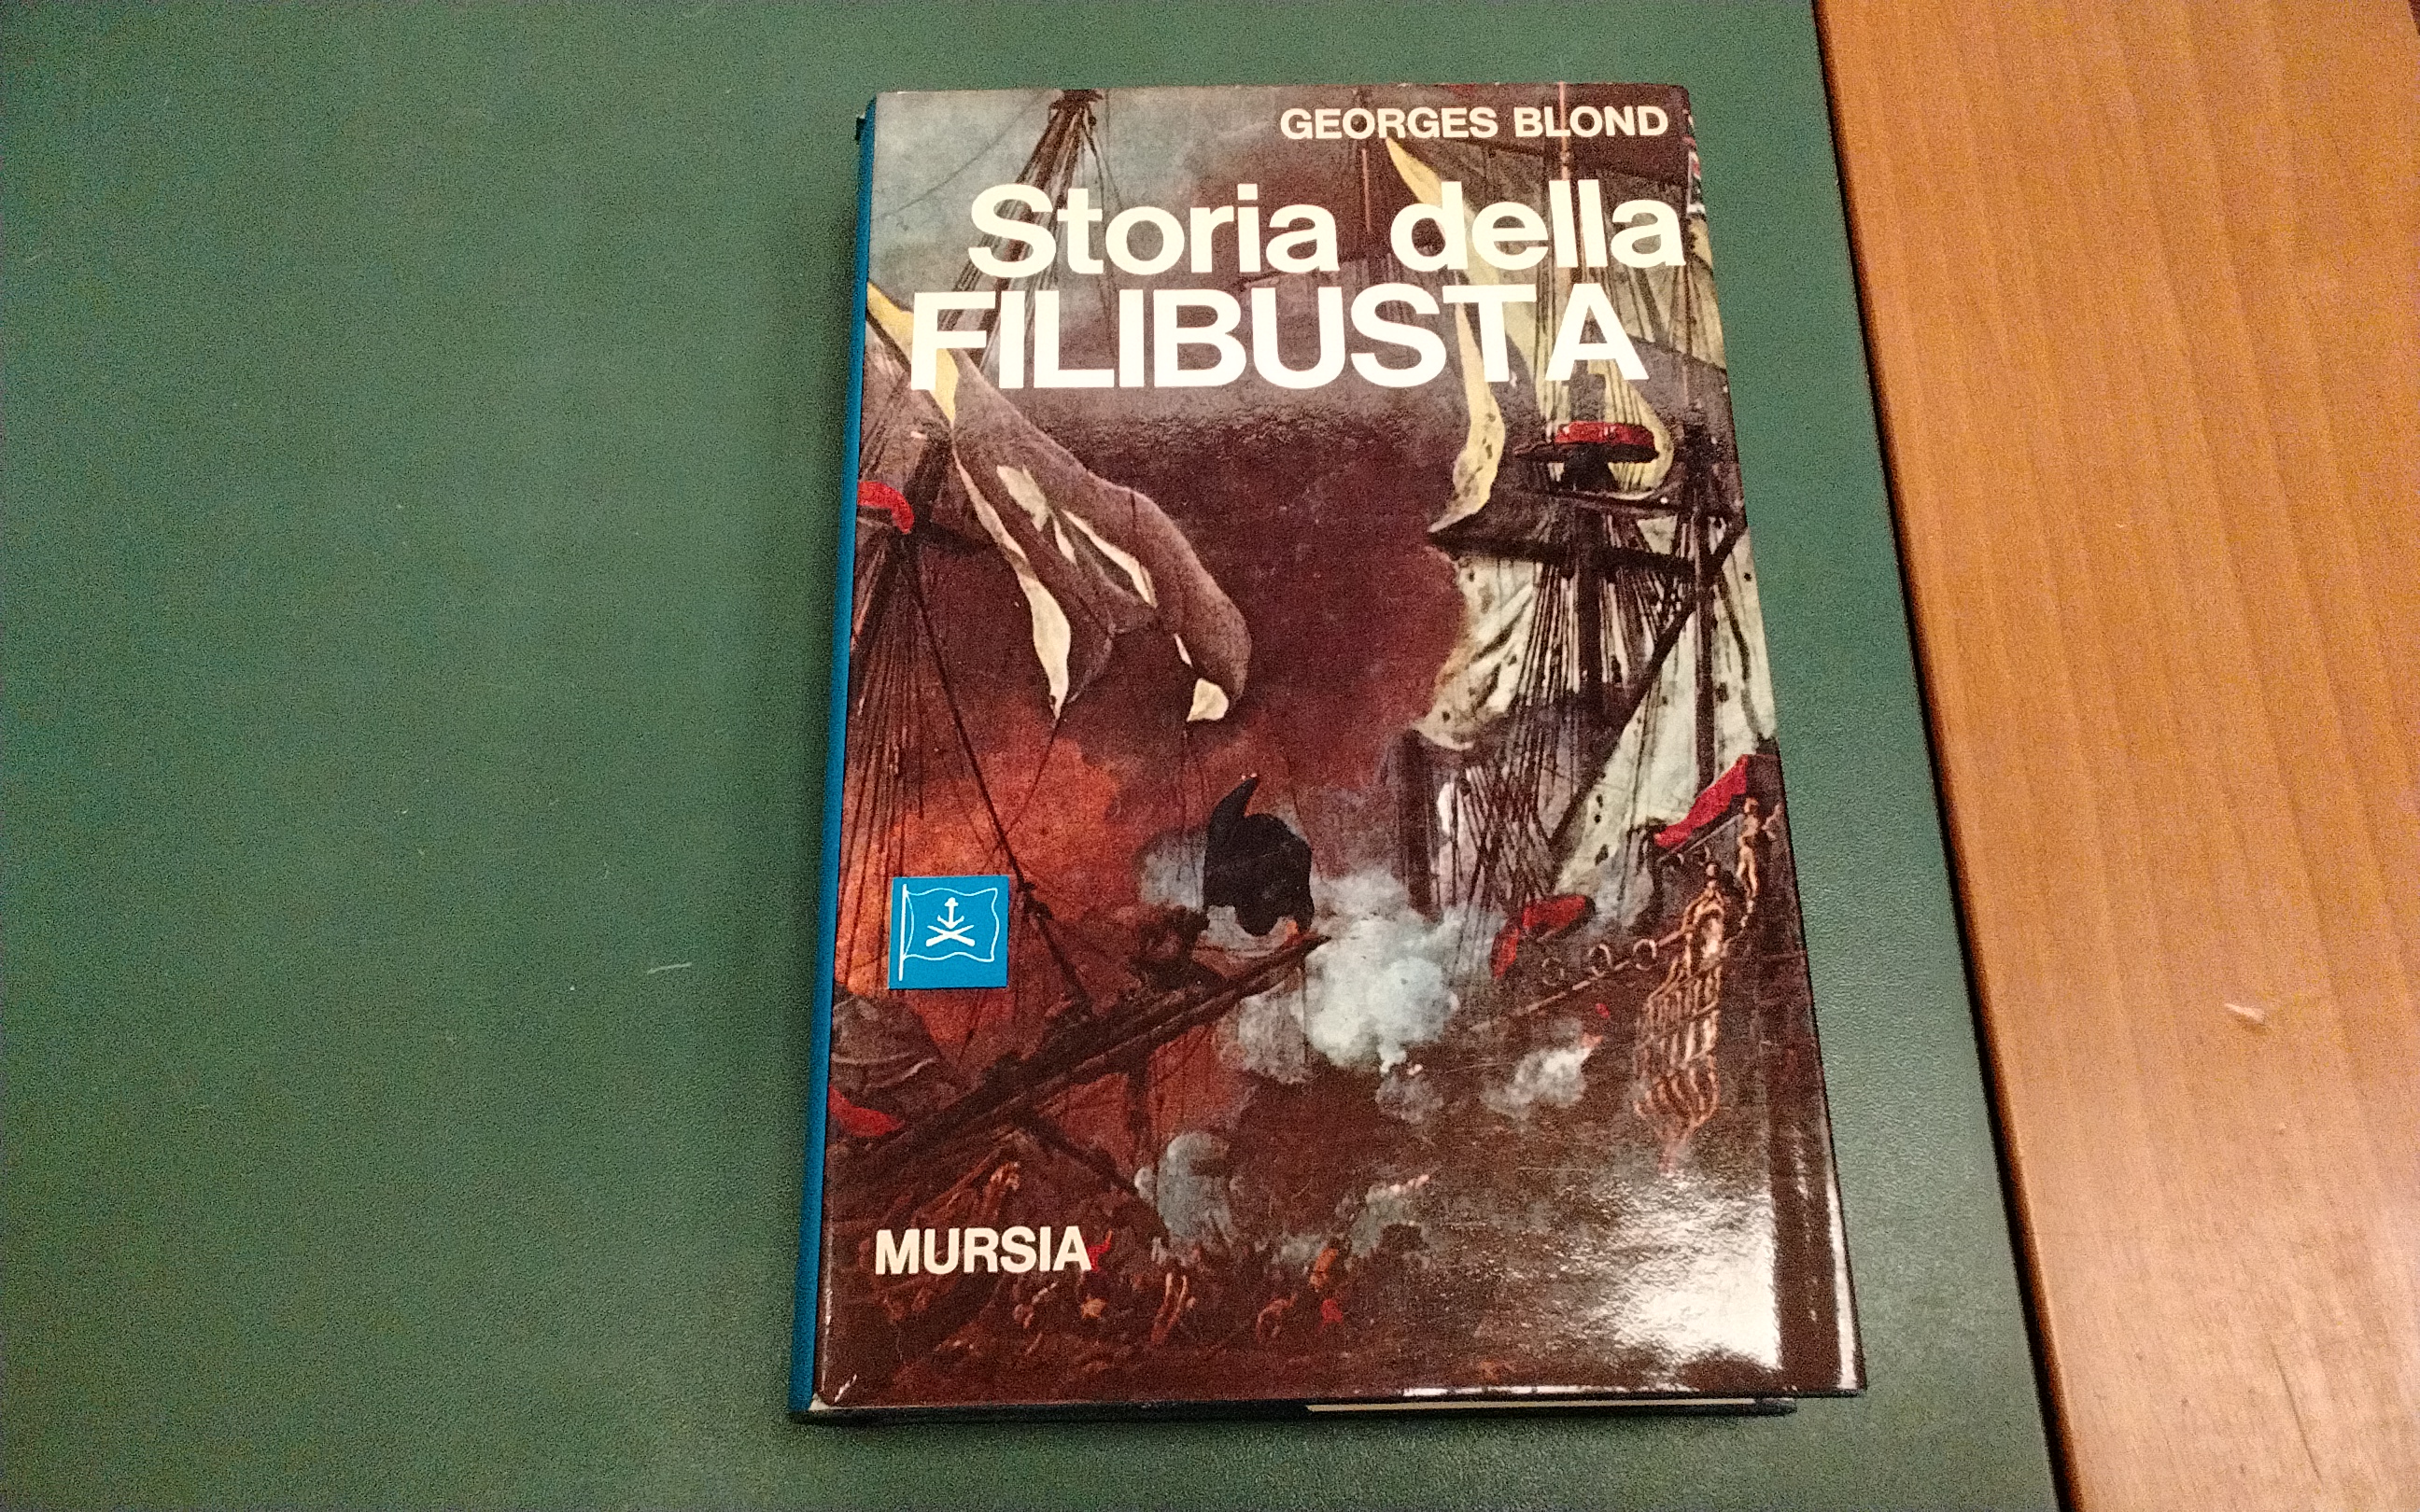 GEORGES BLOND
Storia della
FILIBUSTA
MURSIA